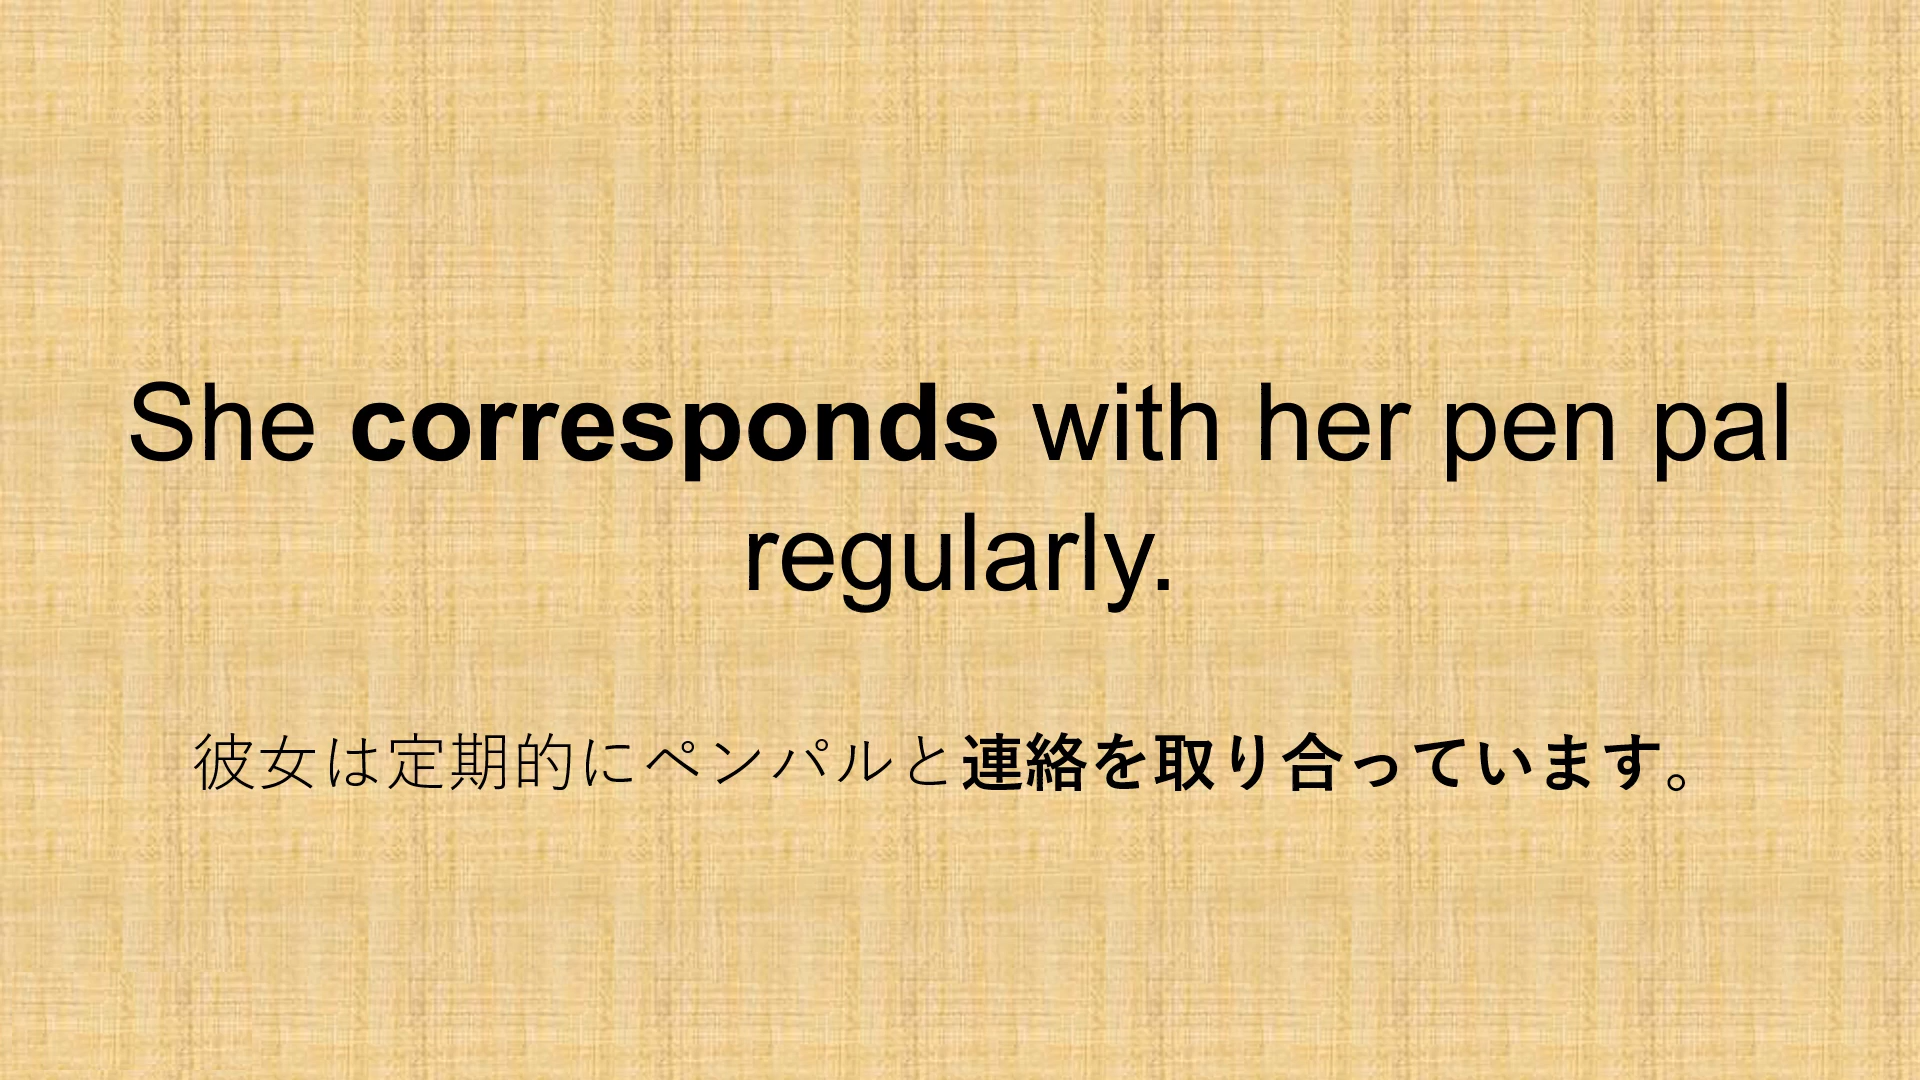 She corresponds with her pen pal
regularly.
彼女は定期的にペンパルと連絡を取り合っています。